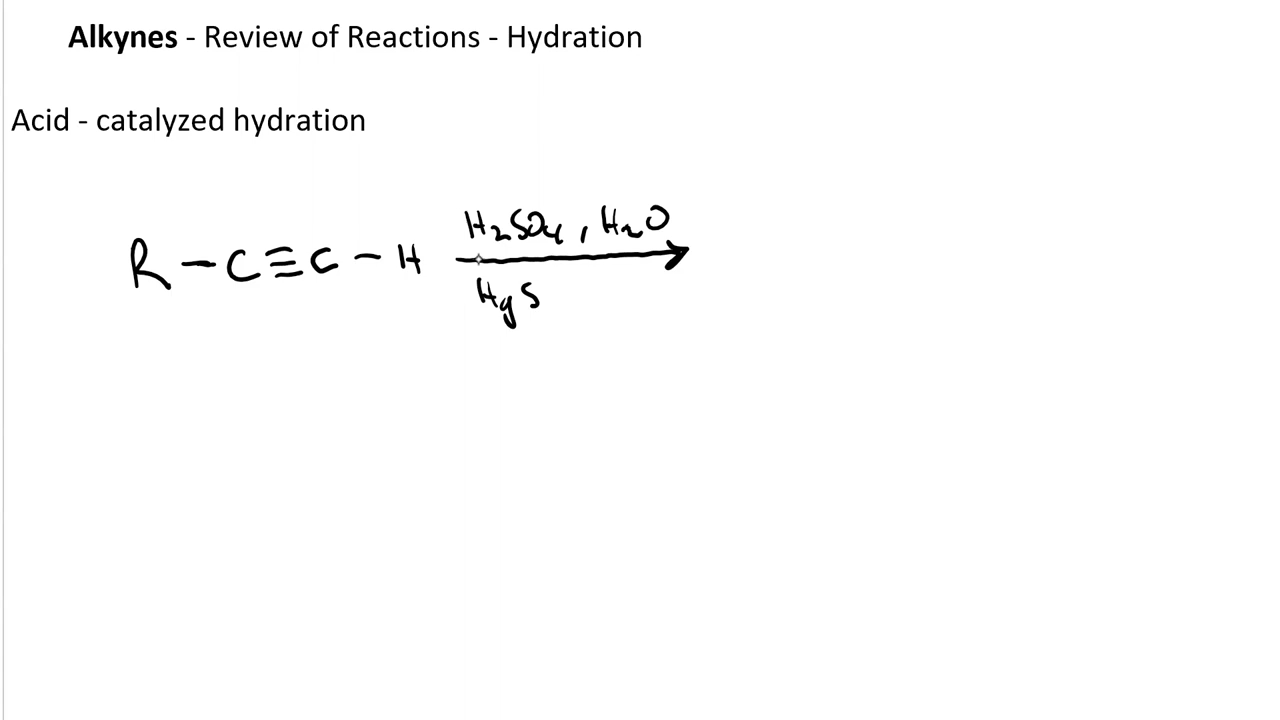 Alkynes - Review of Reactions - Hydration
Acid - catalyzed hydration
H₂SO₄, H₂O
R - C≡C - H
HgS